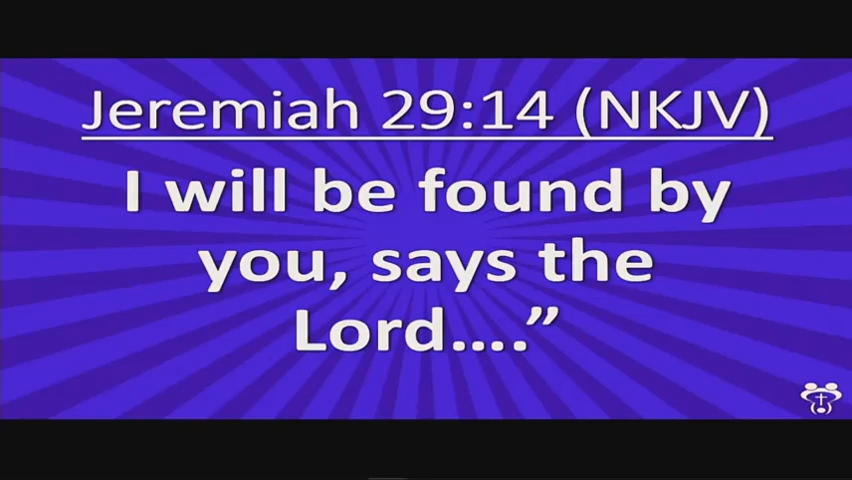 Jeremiah 29:14 (NKJV)
I will be found by
you, says the
Lord....”